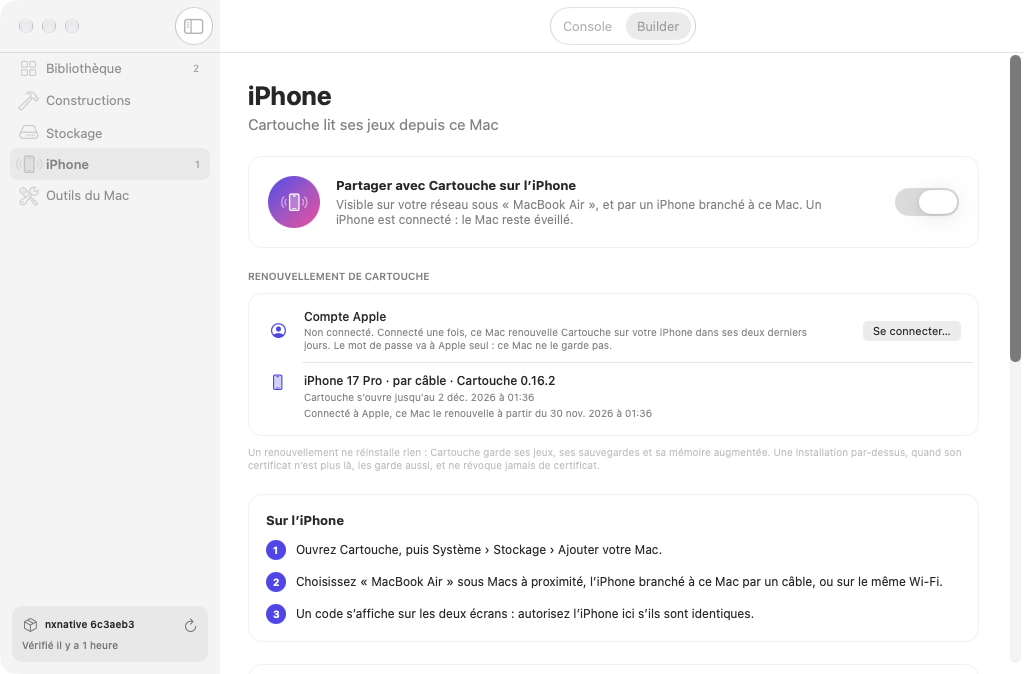 Console
Builder
Bibliothèque 2
Constructions
Stockage
iPhone 1
Outils du Mac
nxnative 6c3aeb3
Vérifié il y a 1 heure
iPhone
Cartouche lit ses jeux depuis ce Mac
Partager avec Cartouche sur l’iPhone
Visible sur votre réseau sous « MacBook Air », et par un iPhone branché à ce Mac. Un
iPhone est connecté : le Mac reste éveillé.
RENOUVELLEMENT DE CARTOUCHE
Compte Apple
Non connecté. Connecté une fois, ce Mac renouvelle Cartouche sur votre iPhone dans ses deux derniers
jours. Le mot de passe va à Apple seul : ce Mac ne le garde pas.
Se connecter...
iPhone 17 Pro · par câble · Cartouche 0.16.2
Cartouche s’ouvre jusqu’au 2 déc. 2026 à 01:36
Connecté à Apple, ce Mac le renouvelle à partir du 30 nov. 2026 à 01:36
Un renouvellement ne réinstalle rien : Cartouche garde ses jeux, ses sauvegardes et sa mémoire augmentée. Une installation par-dessus, quand son
certificat n’est plus là, les garde aussi, et ne révoque jamais de certificat.
Sur l’iPhone
1 Ouvrez Cartouche, puis Système › Stockage › Ajouter votre Mac.
2 Choisissez « MacBook Air » sous Macs à proximité, l’iPhone branché à ce Mac par un câble, ou sur le même Wi-Fi.
3 Un code s’affiche sur les deux écrans : autorisez l’iPhone ici s’ils sont identiques.